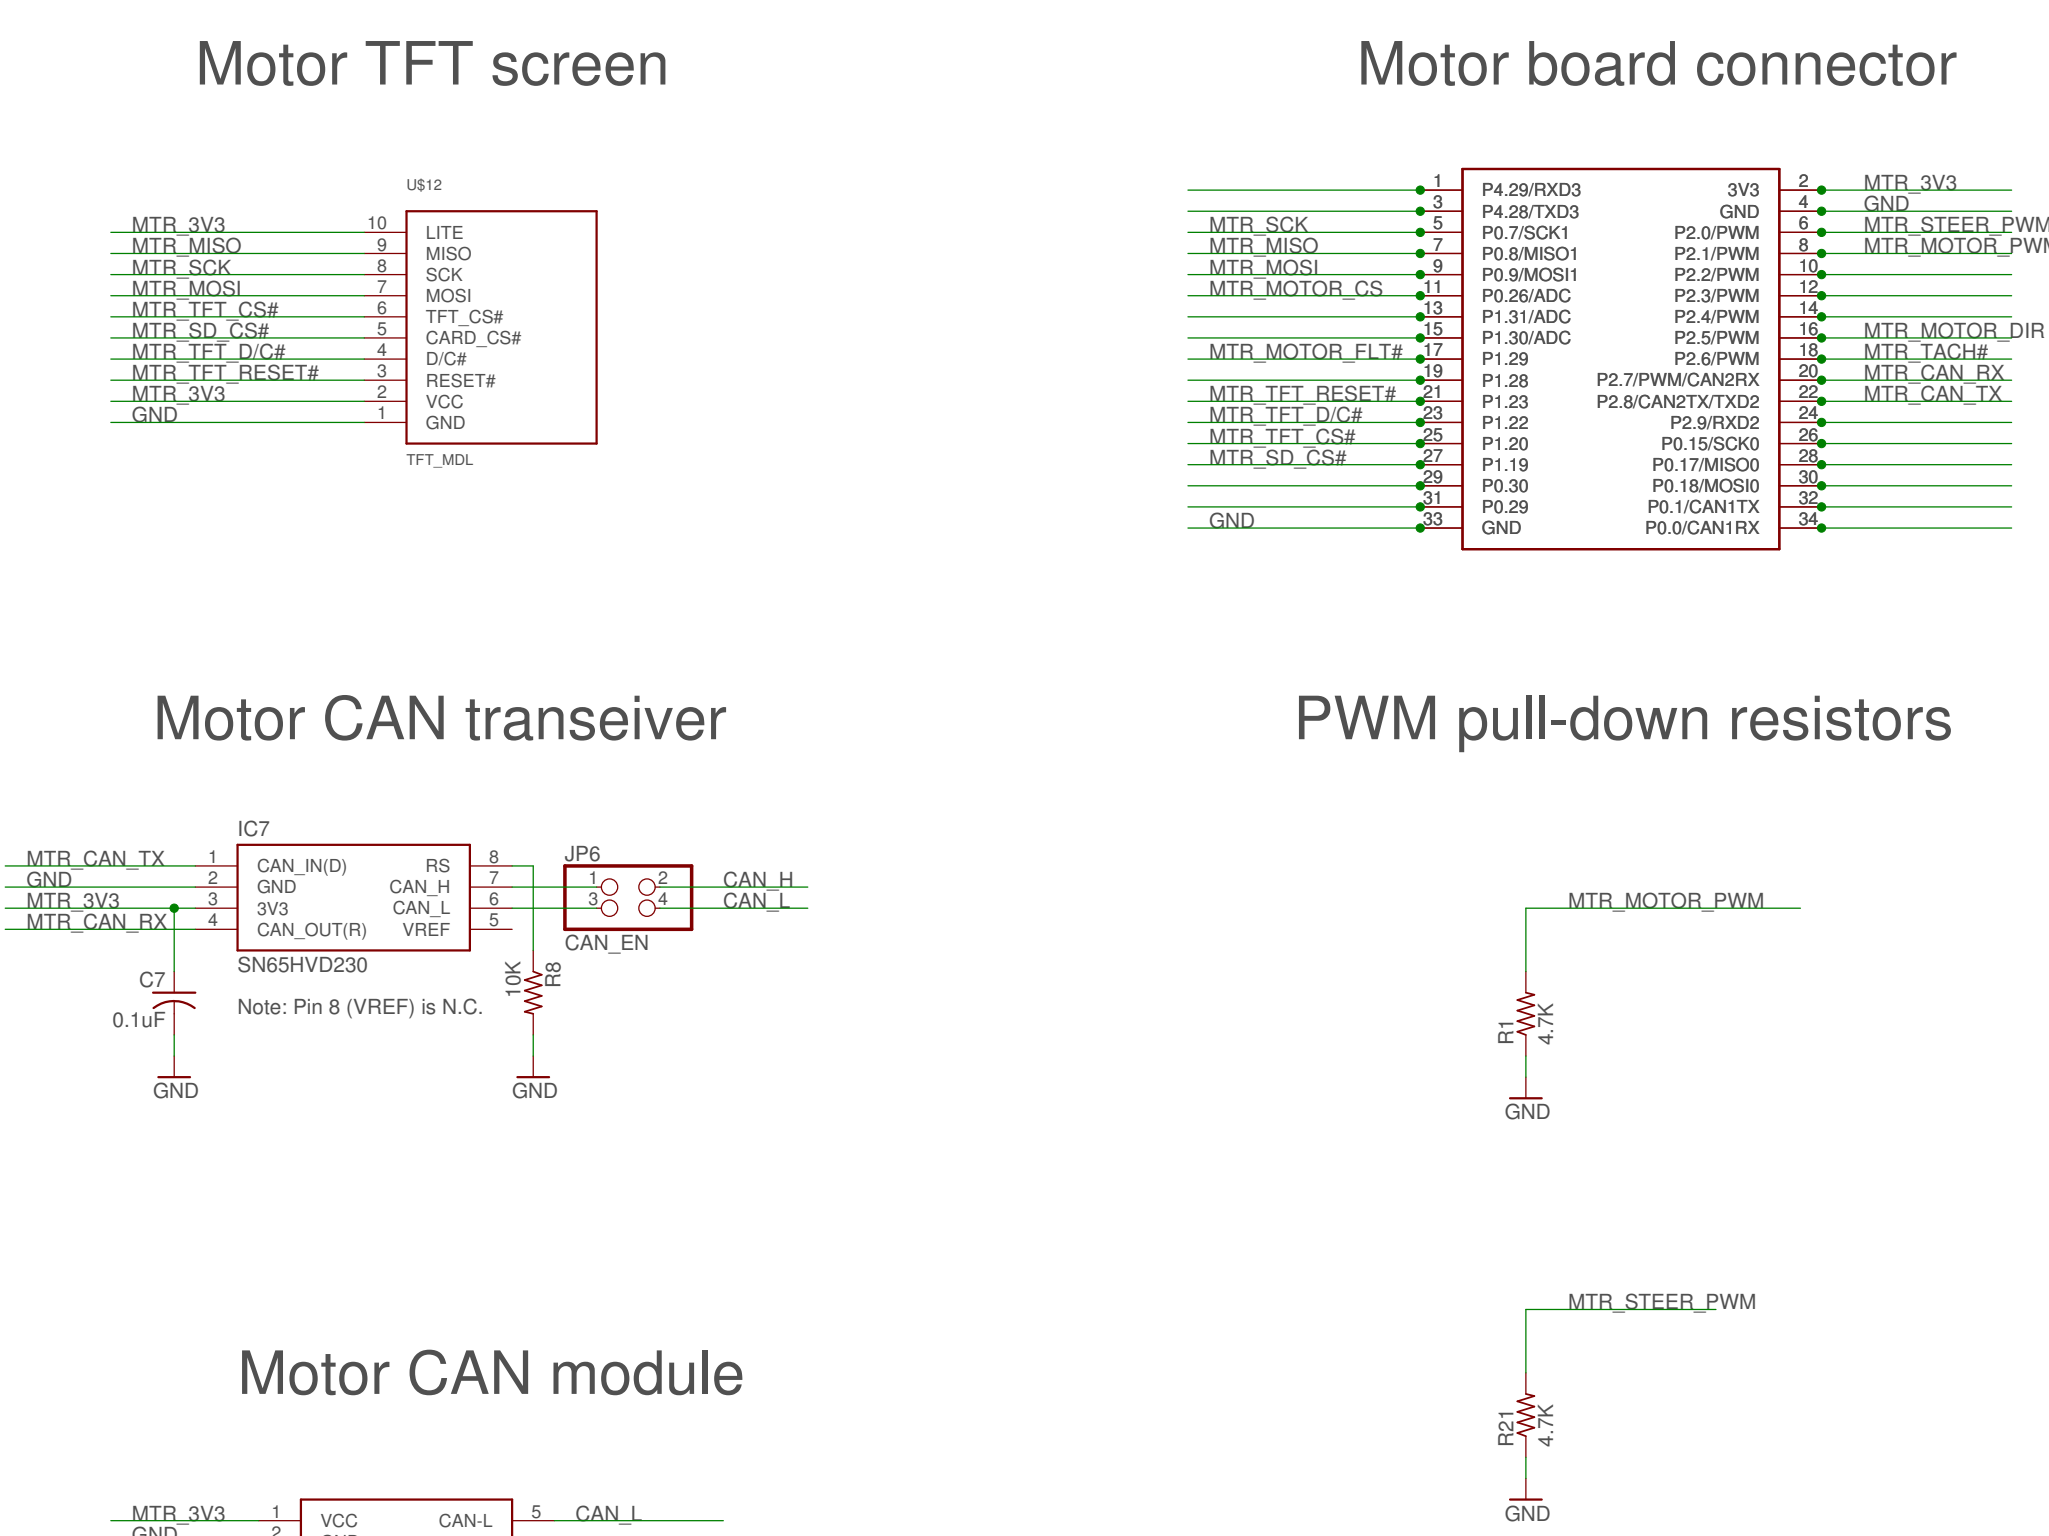 Motor TFT screen
U$12
MTR_3V3 10 LITE
MTR_MISO 9 MISO
MTR_SCK 8 SCK
MTR_MOSI 7 MOSI
MTR_TFT_CS# 6 TFT_CS#
MTR_SD_CS# 5 CARD_CS#
MTR_TFT_D/C# 4 D/C#
MTR_TFT_RESET# 3 RESET#
MTR_3V3 2 VCC
GND 1 GND
TFT_MDL
Motor board connector
1 P4.29/RXD3 3V3 2 MTR_3V3
3 P4.28/TXD3 GND 4 GND
MTR_SCK 5 P0.7/SCK1 P2.0/PWM 6 MTR_STEER_PWM
MTR_MISO 7 P0.8/MISO1 P2.1/PWM 8 MTR_MOTOR_PWM
MTR_MOSI 9 P0.9/MOSI1 P2.2/PWM 10
MTR_MOTOR_CS 11 P0.26/ADC P2.3/PWM 12
13 P1.31/ADC P2.4/PWM 14
15 P1.30/ADC P2.5/PWM 16 MTR_MOTOR_DIR
MTR_MOTOR_FLT# 17 P1.29 P2.6/PWM 18 MTR_TACH#
19 P1.28 P2.7/PWM/CAN2RX 20 MTR_CAN_RX
MTR_TFT_RESET# 21 P1.23 P2.8/CAN2TX/TXD2 22 MTR_CAN_TX
MTR_TFT_D/C# 23 P1.22 P2.9/RXD2 24
MTR_TFT_CS# 25 P1.20 P0.15/SCK0 26
MTR_SD_CS# 27 P1.19 P0.17/MISO0 28
29 P0.30 P0.18/MOSI0 30
31 P0.29 P0.1/CAN1TX 32
GND 33 GND P0.0/CAN1RX 34
Motor CAN transeiver
IC7
MTR_CAN_TX 1 CAN_IN(D) RS 8
GND 2 GND CAN_H 7
MTR_3V3 3 3V3 CAN_L 6
MTR_CAN_RX 4 CAN_OUT(R) VREF 5
SN65HVD230
Note: Pin 8 (VREF) is N.C.
JP6
1 2 CAN_H
3 4 CAN_L
CAN_EN
C7
0.1uF
GND
10K R8
GND
PWM pull-down resistors
MTR_MOTOR_PWM
R1 4.7K
GND
MTR_STEER_PWM
R21 4.7K
GND
Motor CAN module
MTR_3V3 1 VCC CAN-L 5 CAN_L
GND 2